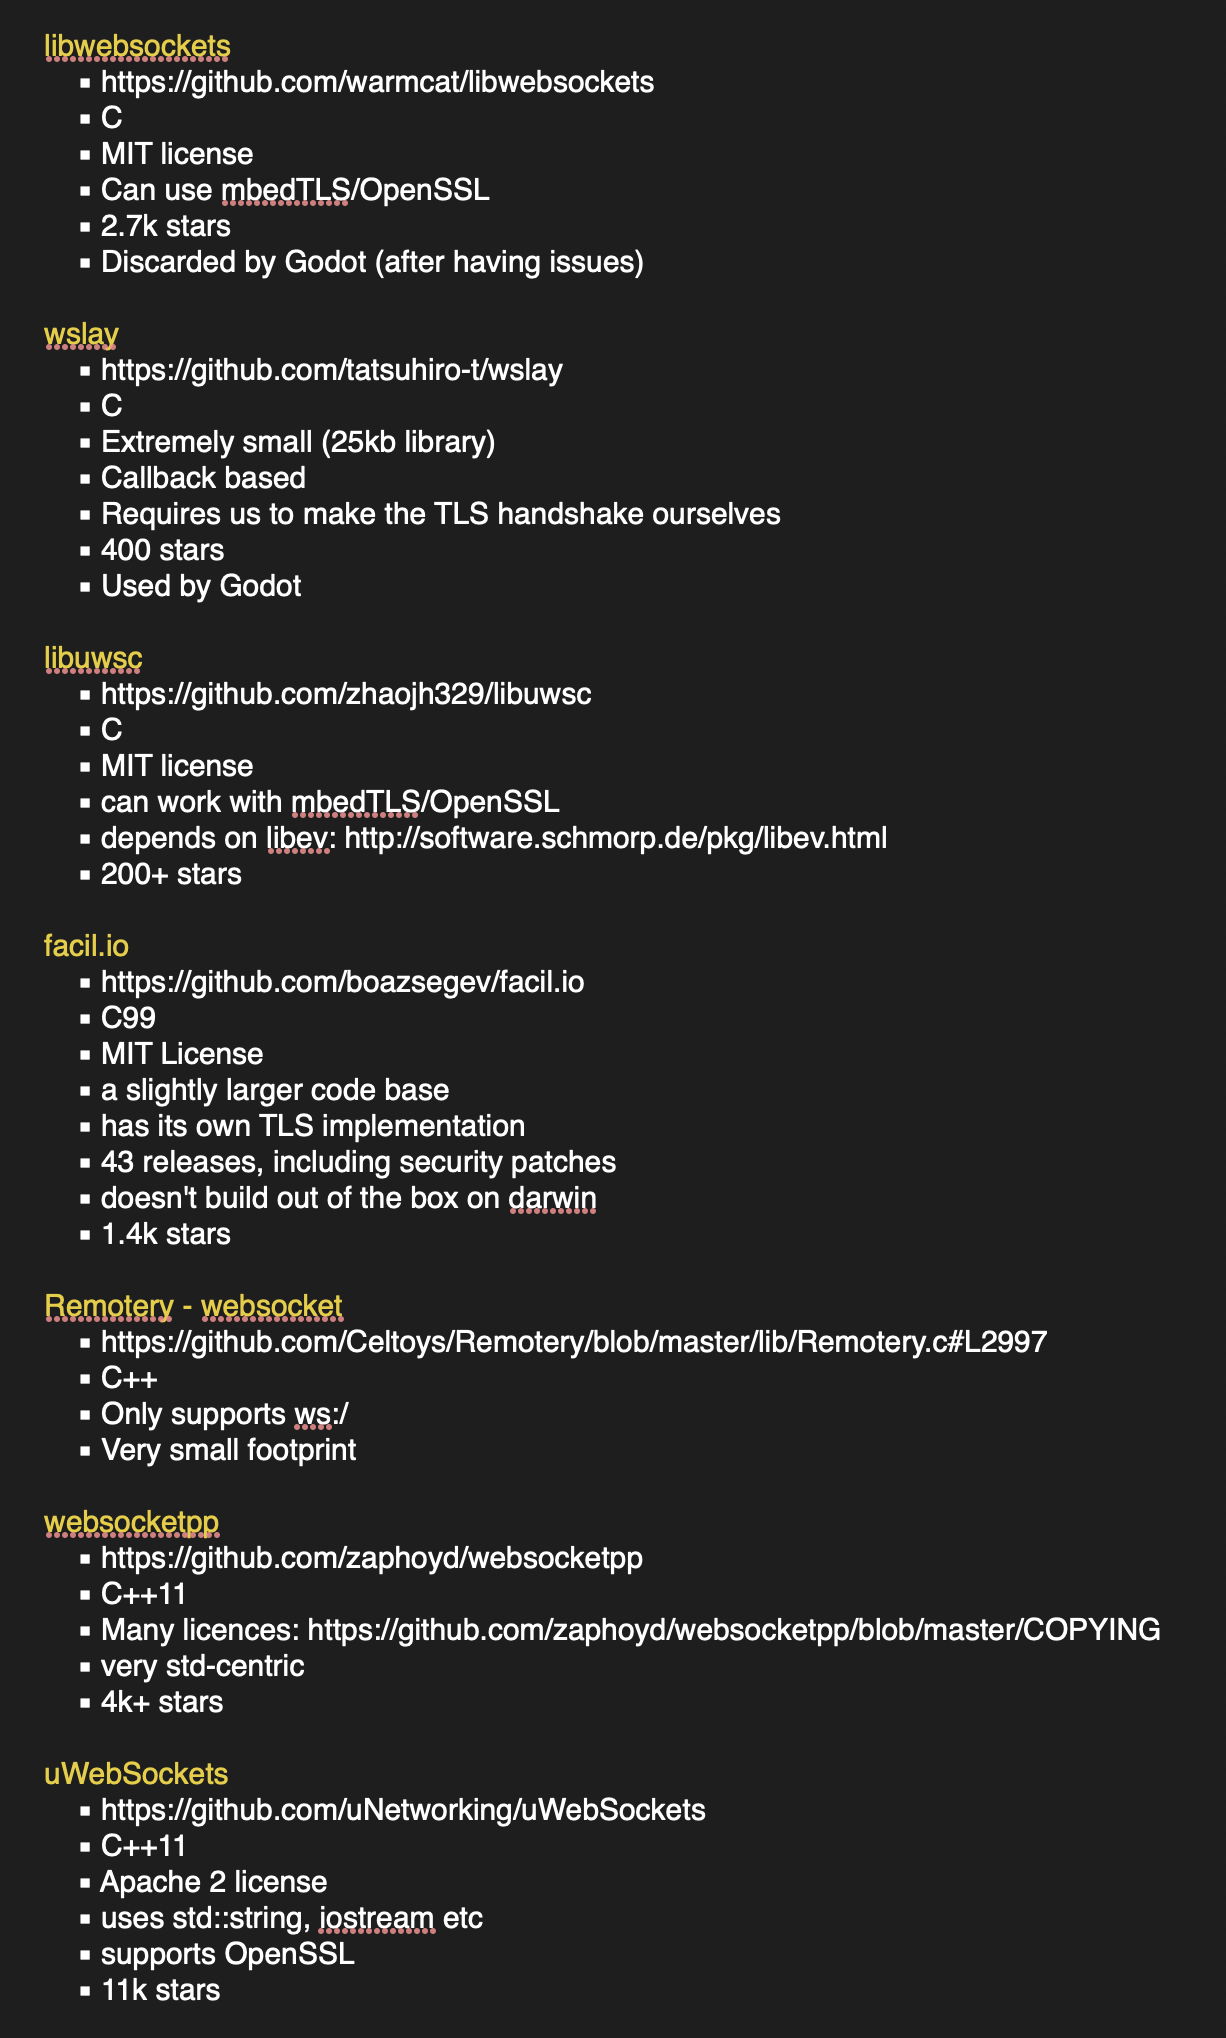 libwebsockets
▪ https://github.com/warmcat/libwebsockets
▪ C
▪ MIT license
▪ Can use mbedTLS/OpenSSL
▪ 2.7k stars
▪ Discarded by Godot (after having issues)
wslay
▪ https://github.com/tatsuhiro-t/wslay
▪ C
▪ Extremely small (25kb library)
▪ Callback based
▪ Requires us to make the TLS handshake ourselves
▪ 400 stars
▪ Used by Godot
libuwsc
▪ https://github.com/zhaojh329/libuwsc
▪ C
▪ MIT license
▪ can work with mbedTLS/OpenSSL
▪ depends on libev: http://software.schmorp.de/pkg/libev.html
▪ 200+ stars
facil.io
▪ https://github.com/boazsegev/facil.io
▪ C99
▪ MIT License
▪ a slightly larger code base
▪ has its own TLS implementation
▪ 43 releases, including security patches
▪ doesn't build out of the box on darwin
▪ 1.4k stars
Remotery - websocket
▪ https://github.com/Celtoys/Remotery/blob/master/lib/Remotery.c#L2997
▪ C++
▪ Only supports ws:/
▪ Very small footprint
websocketpp
▪ https://github.com/zaphoyd/websocketpp
▪ C++11
▪ Many licences: https://github.com/zaphoyd/websocketpp/blob/master/COPYING
▪ very std-centric
▪ 4k+ stars
uWebSockets
▪ https://github.com/uNetworking/uWebSockets
▪ C++11
▪ Apache 2 license
▪ uses std::string, iostream etc
▪ supports OpenSSL
▪ 11k stars